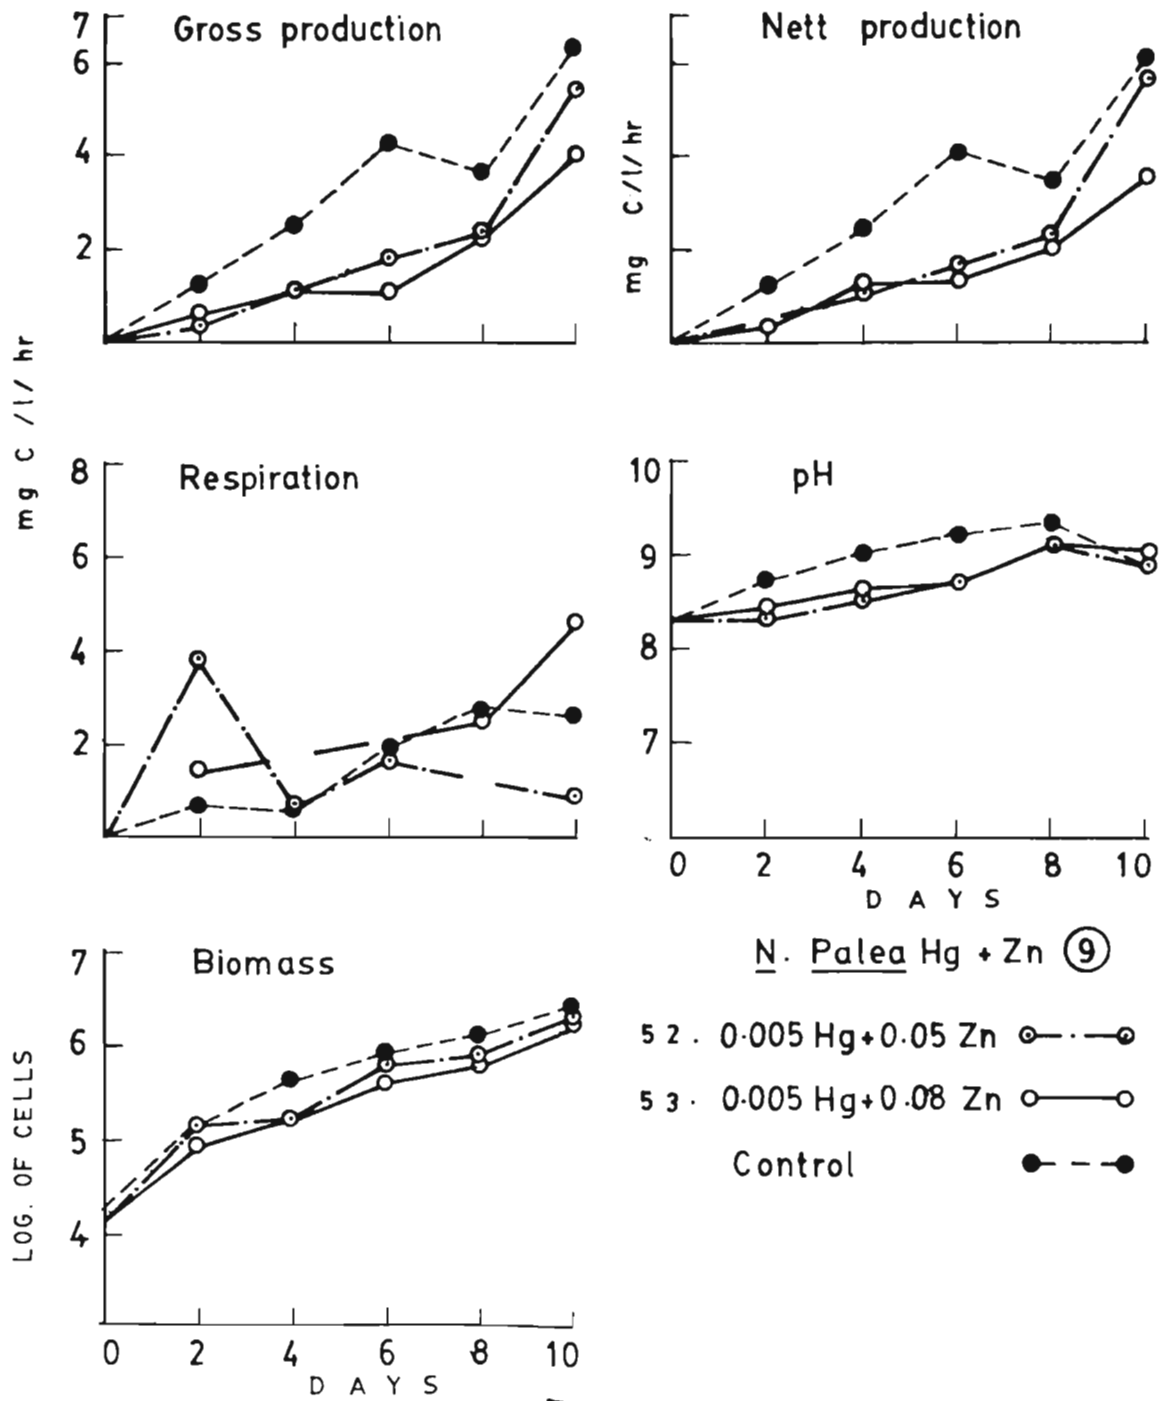 Gross production
7
6
4
2
mg C /l/ hr
Nett production
mg C/l/hr
Respiration
8
6
4
2
pH
10
9
8
7
0 2 4 6 8 10
DAYS
Biomass
7
6
5
4
LOG. OF CELLS
0 2 4 6 8 10
DAYS
N. Palea Hg + Zn 9
52. 0.005 Hg+0.05 Zn
53. 0.005 Hg+0.08 Zn
Control